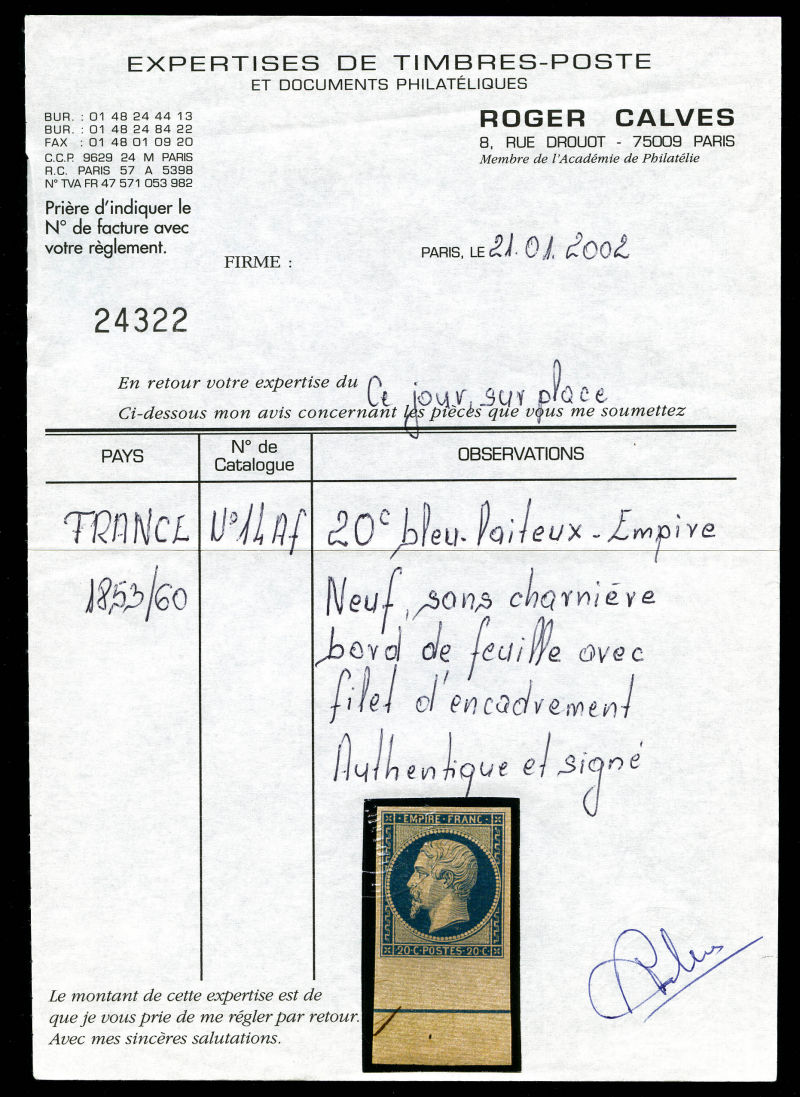 EXPERTISES DE TIMBRES-POSTE
ET DOCUMENTS PHILATÉLIQUES
BUR. : 01 48 24 44 13
BUR. : 01 48 24 84 22
FAX : 01 48 01 09 20
C.C.P. 9629 24 M PARIS
R.C. PARIS 57 A 5398
N° TVA FR 47 571 053 982
ROGER CALVES
8, RUE DROUOT - 75009 PARIS
Membre de l'Académie de Philatélie
Prière d'indiquer le
N° de facture avec
votre règlement.
FIRME :
PARIS, LE 21.01.2002
24322
En retour votre expertise du Ce jour, sur place
Ci-dessous mon avis concernant les pièces que vous me soumettez
PAYS
N° de
Catalogue
OBSERVATIONS
FRANCE N° 14Af 20c bleu-laiteux - Empire
1853/60 Neuf, sans charnière
bord de feuille avec
filet d'encadrement
Authentique et signé
EMPIRE · FRANC ·
20·C·POSTES·20·C·
Le montant de cette expertise est de
que je vous prie de me régler par retour.
Avec mes sincères salutations.